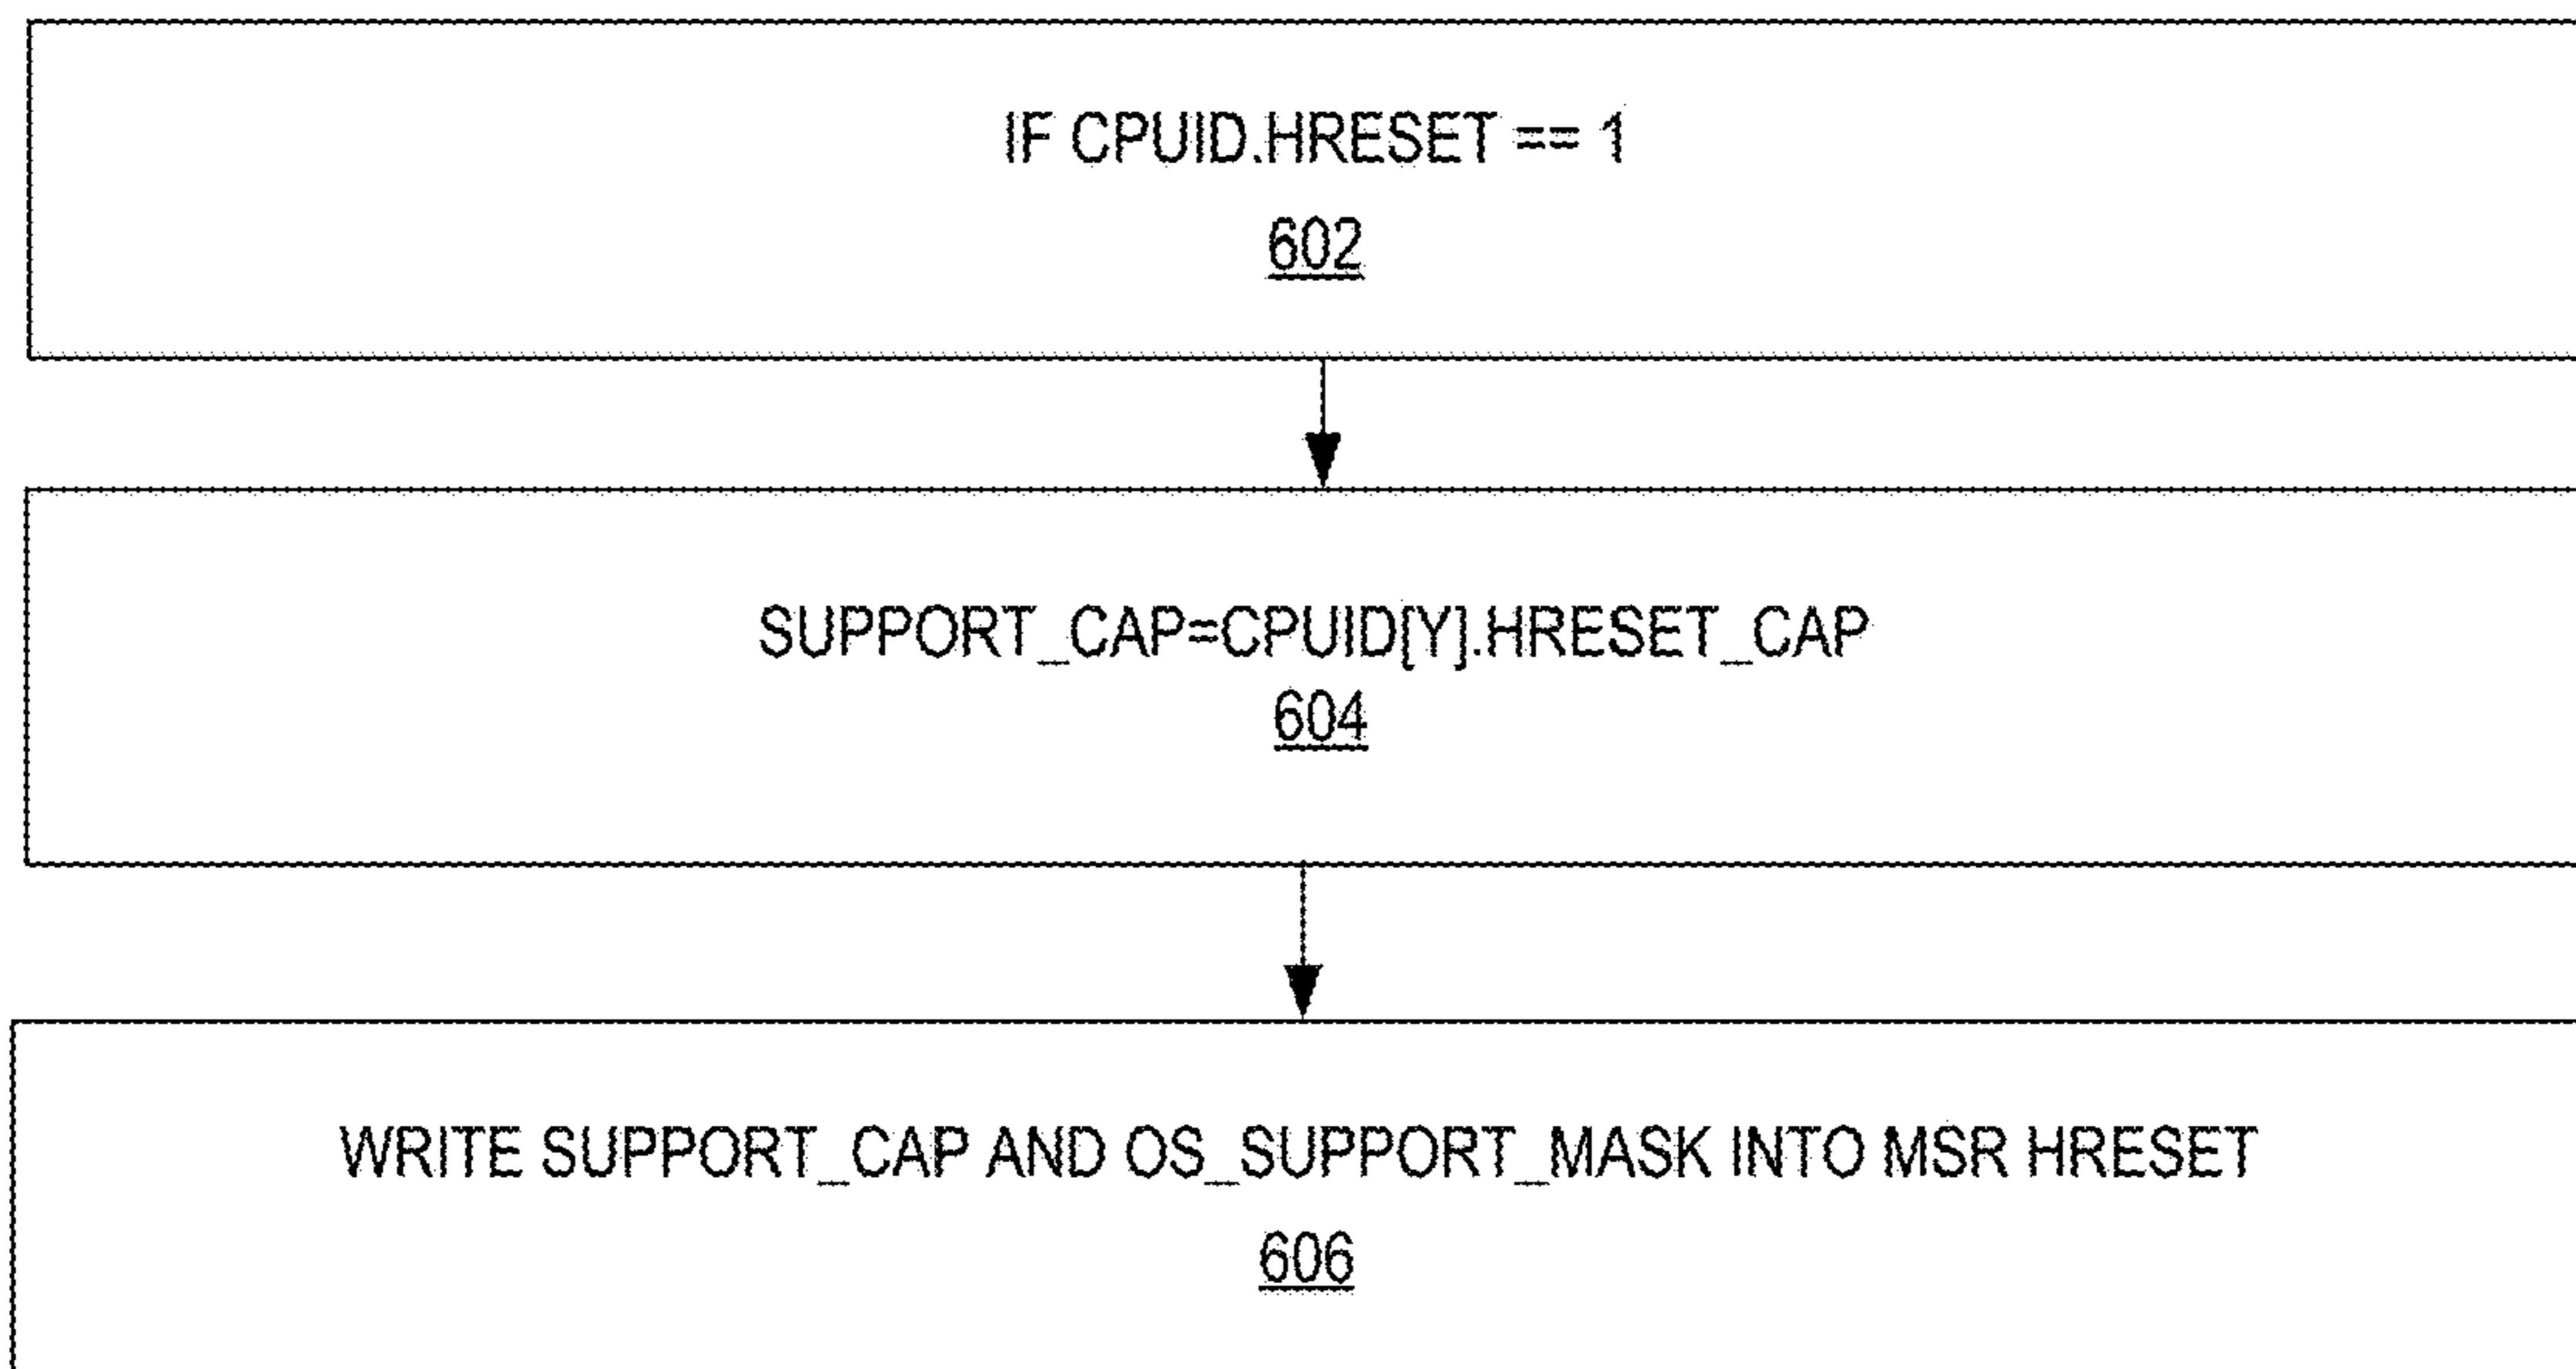 IF CPUID.HRESET == 1
602
SUPPORT_CAP=CPUID[Y].HRESET_CAP
604
WRITE SUPPORT_CAP AND OS_SUPPORT_MASK INTO MSR HRESET
606